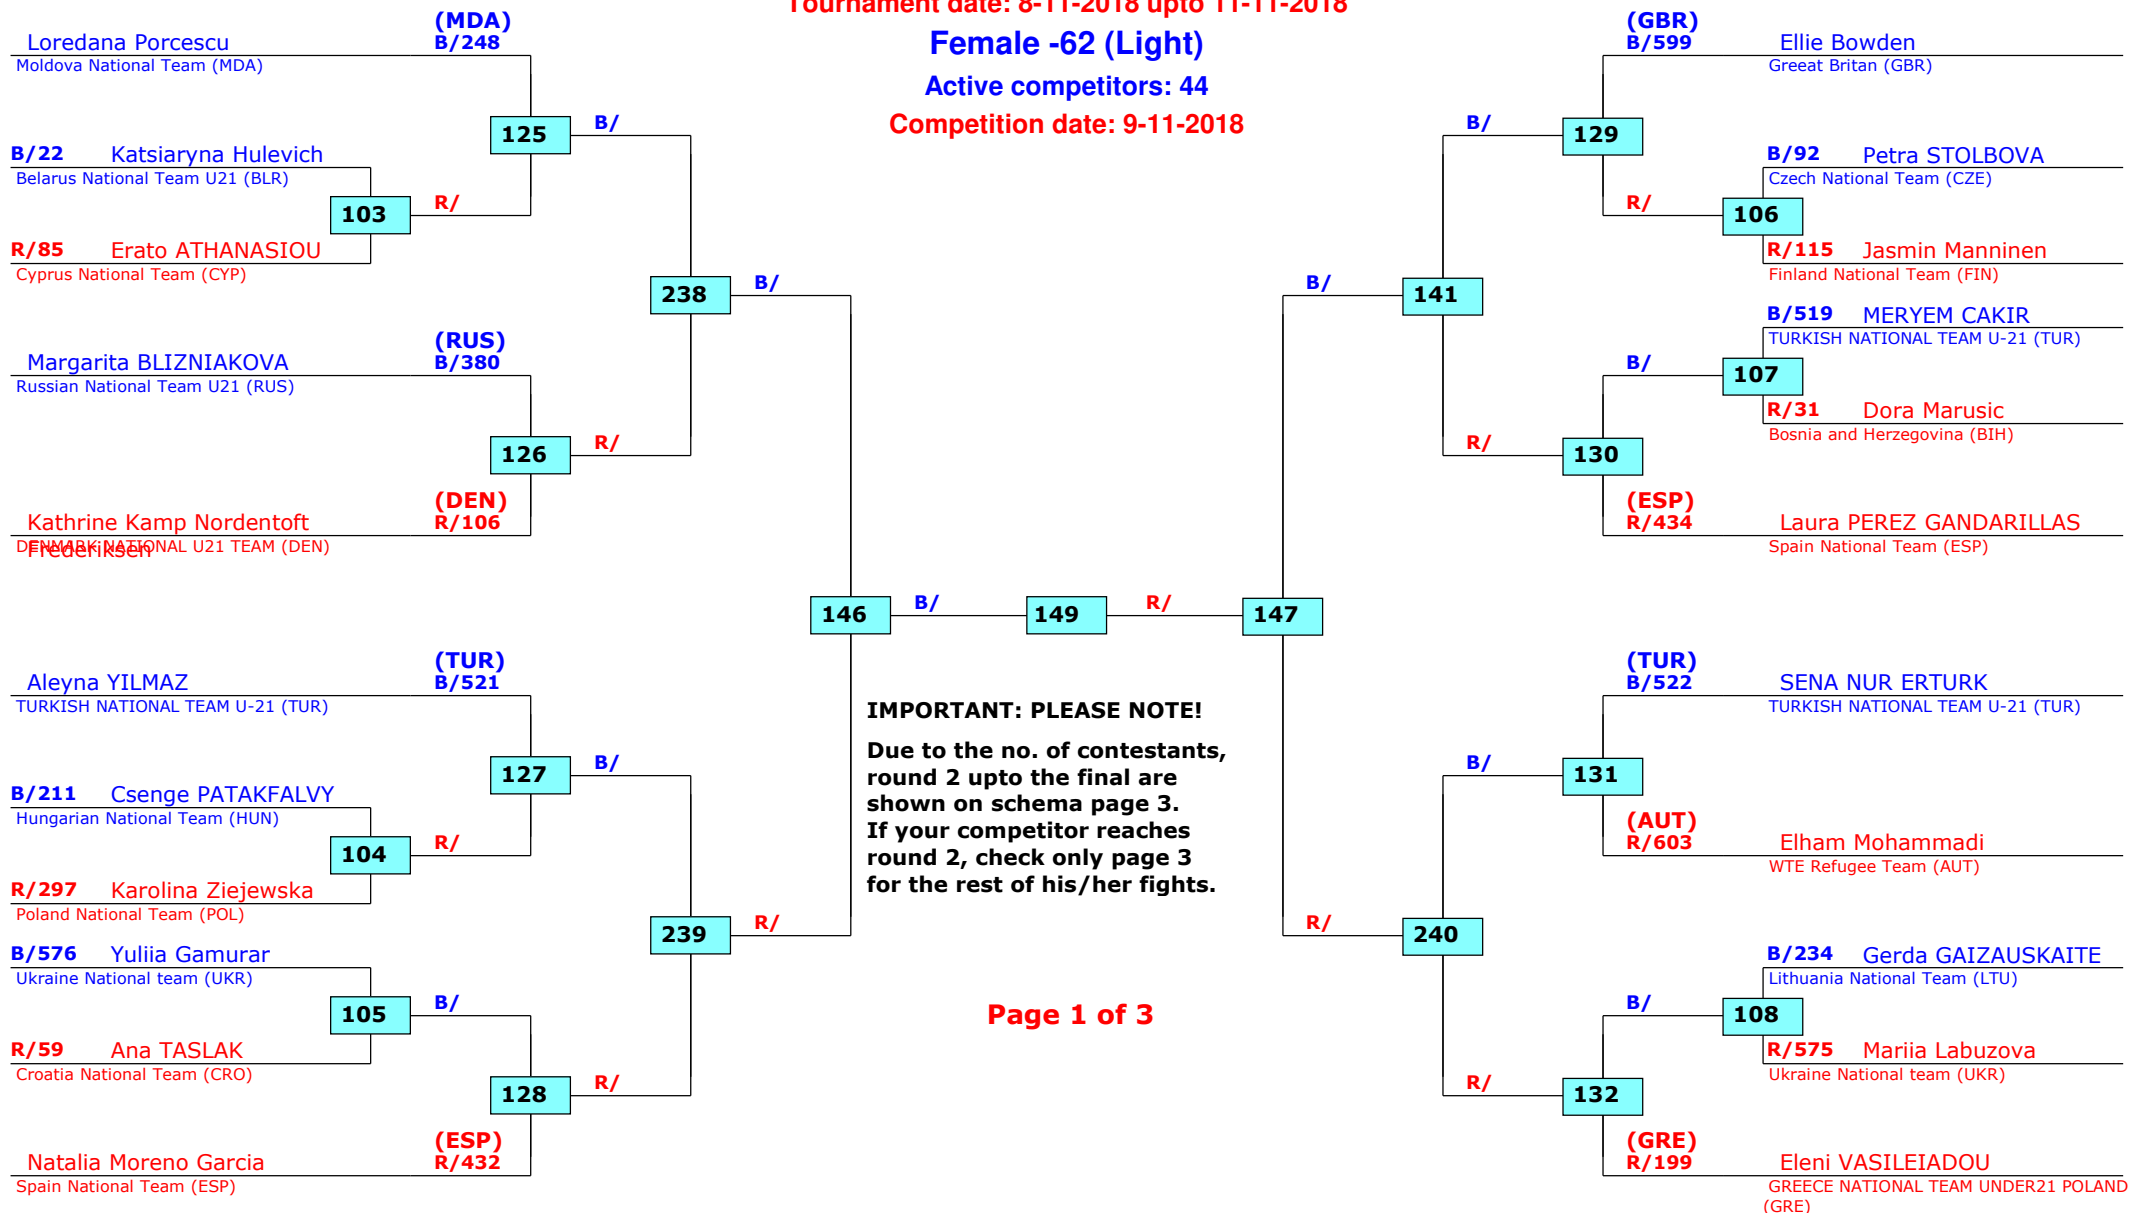 Tournament date: 8-11-2018 upto 11-11-2018
Female -62 (Light)
Active competitors: 44
Competition date: 9-11-2018
(MDA)
Loredana Porcescu B/248
Moldova National Team (MDA)
125 B/
B/22 Katsiaryna Hulevich
Belarus National Team U21 (BLR)
103 R/
R/85 Erato ATHANASIOU
Cyprus National Team (CYP)
238 B/
(RUS)
Margarita BLIZNIAKOVA B/380
Russian National Team U21 (RUS)
126 R/
(DEN)
Kathrine Kamp Nordentoft R/106
Frederiksen
DENMARK NATIONAL U21 TEAM (DEN)
146 B/
149
R/ 147
(TUR)
Aleyna YILMAZ B/521
TURKISH NATIONAL TEAM U-21 (TUR)
127 B/
B/211 Csenge PATAKFALVY
Hungarian National Team (HUN)
104 R/
R/297 Karolina Ziejewska
Poland National Team (POL)
239 R/
B/576 Yuliia Gamurar
Ukraine National team (UKR)
105 B/
R/59 Ana TASLAK
Croatia National Team (CRO)
128 R/
(ESP)
Natalia Moreno Garcia R/432
Spain National Team (ESP)
IMPORTANT: PLEASE NOTE!
Due to the no. of contestants,
round 2 upto the final are
shown on schema page 3.
If your competitor reaches
round 2, check only page 3
for the rest of his/her fights.
Page 1 of 3
(GBR)
B/599 Ellie Bowden
Greeat Britan (GBR)
B/ 129
B/92 Petra STOLBOVA
Czech National Team (CZE)
R/ 106
R/115 Jasmin Manninen
Finland National Team (FIN)
B/ 141
B/519 MERYEM CAKIR
TURKISH NATIONAL TEAM U-21 (TUR)
B/ 107
R/31 Dora Marusic
Bosnia and Herzegovina (BIH)
R/ 130
(ESP)
R/434 Laura PEREZ GANDARILLAS
Spain National Team (ESP)
(TUR)
B/522 SENA NUR ERTURK
TURKISH NATIONAL TEAM U-21 (TUR)
B/ 131
(AUT)
R/603 Elham Mohammadi
WTE Refugee Team (AUT)
R/ 240
B/234 Gerda GAIZAUSKAITE
Lithuania National Team (LTU)
B/ 108
R/575 Mariia Labuzova
Ukraine National team (UKR)
R/ 132
(GRE)
R/199 Eleni VASILEIADOU
GREECE NATIONAL TEAM UNDER21 POLAND
(GRE)